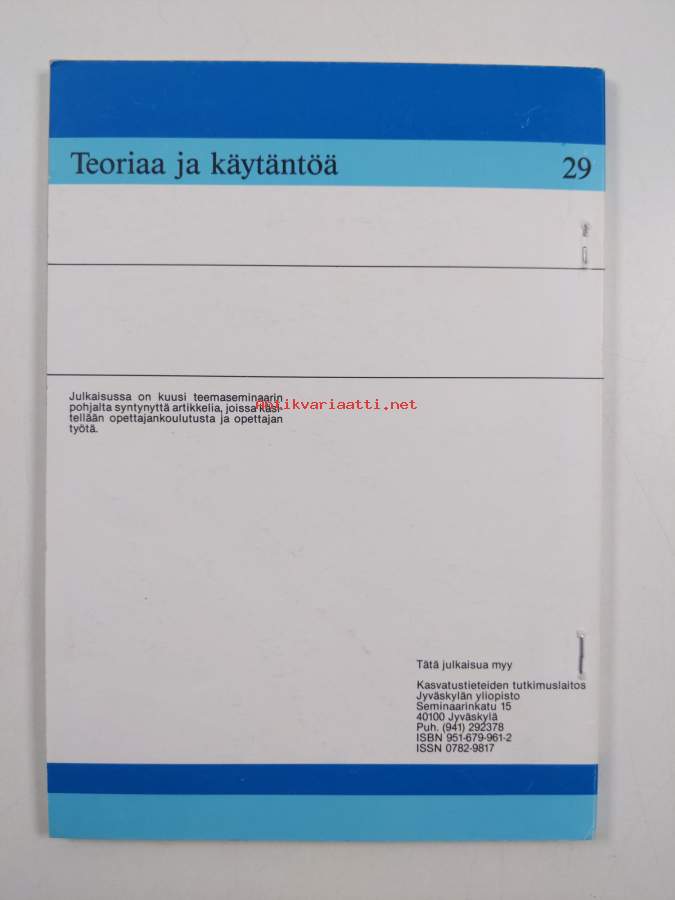 Teoriaa ja käytäntöä 29
Julkaisussa on kuusi teemaseminaarin
pohjalta syntynyttä artikkelia, joissa käsi-
tellään opettajankoulutusta ja opettajan
työtä.
antikvariaatti.net
Tätä julkaisua myy
Kasvatustieteiden tutkimuslaitos
Jyväskylän yliopisto
Seminaarinkatu 15
40100 Jyväskylä
Puh. (941) 292378
ISBN 951-679-961-2
ISSN 0782-9817